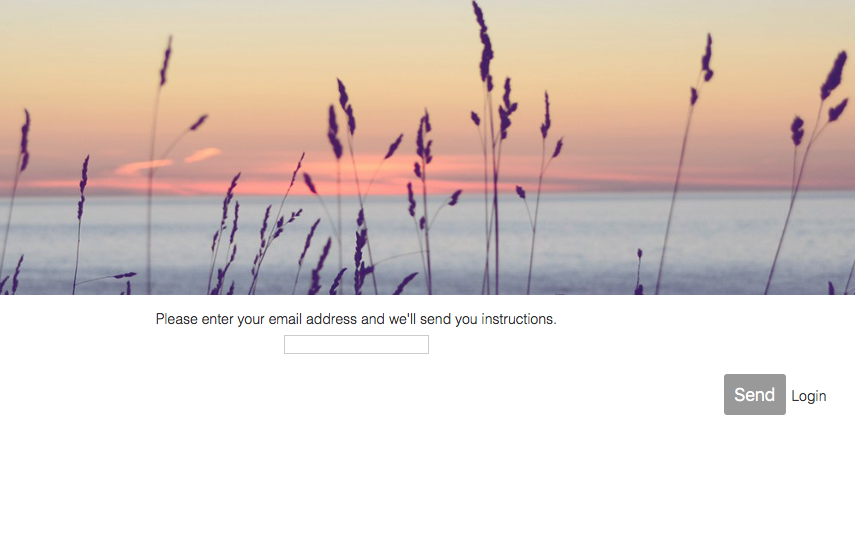 Please enter your email address and we'll send you instructions.
Send Login